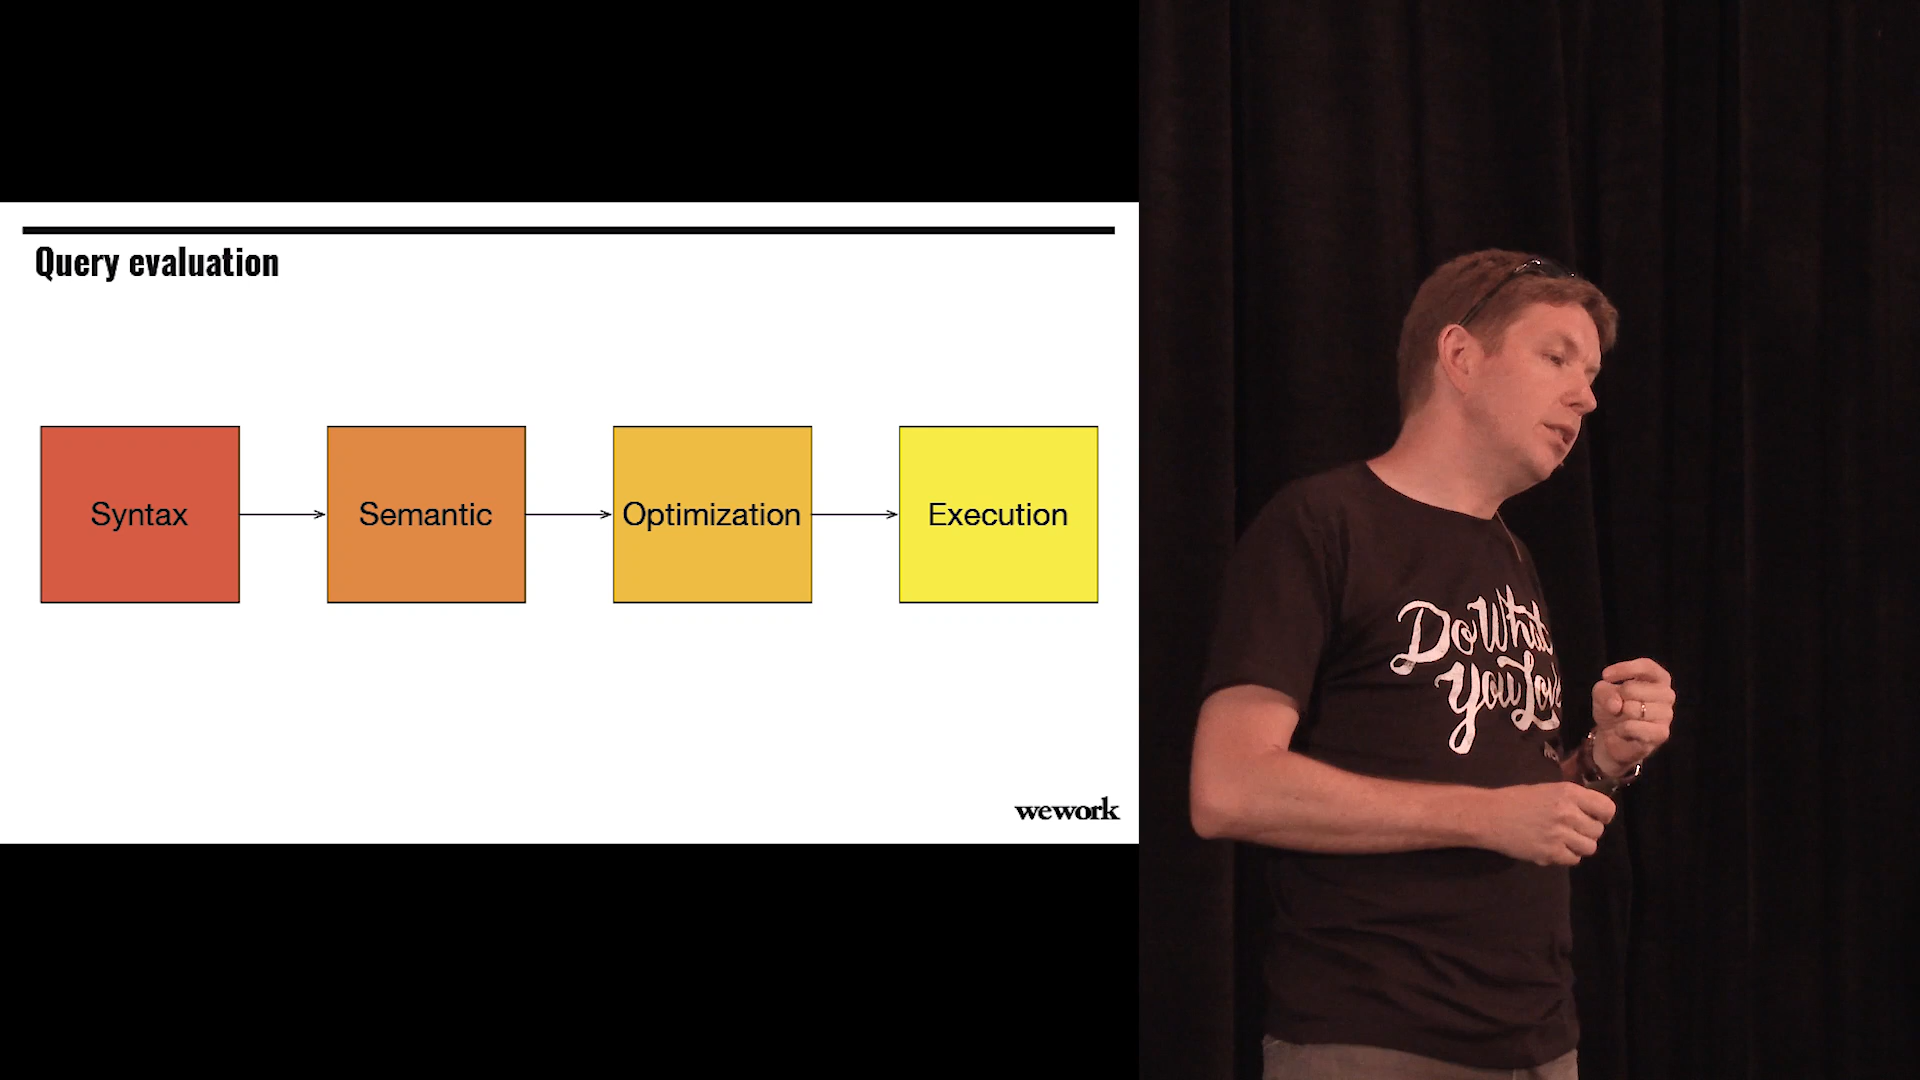 Query evaluation
Syntax
Semantic
Optimization
Execution
wework
Do What
You Love